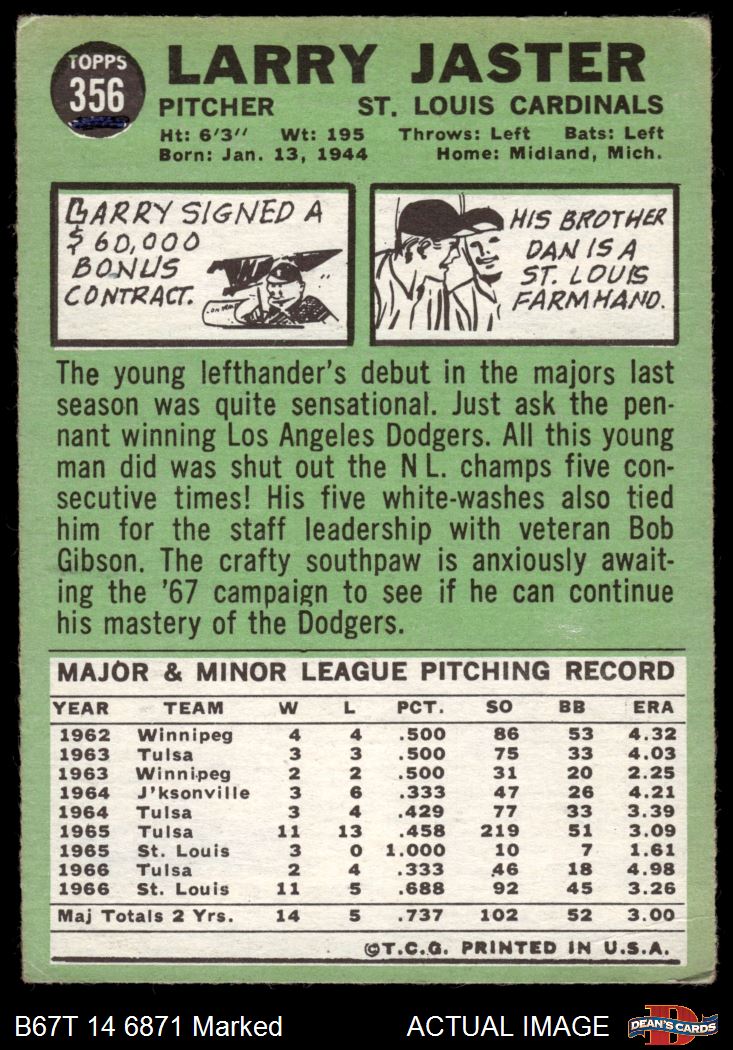 TOPPS
356
LARRY JASTER
PITCHER ST. LOUIS CARDINALS
Ht: 6'3" Wt: 195 Throws: Left Bats: Left
Born: Jan. 13, 1944 Home: Midland, Mich.
LARRY SIGNED A
$60,000
BONUS
CONTRACT.
HIS BROTHER
DAN IS A
ST. LOUIS
FARMHAND.
The young lefthander's debut in the majors last
season was quite sensational. Just ask the pen-
nant winning Los Angeles Dodgers. All this young
man did was shut out the N L. champs five con-
secutive times! His five white-washes also tied
him for the staff leadership with veteran Bob
Gibson. The crafty southpaw is anxiously await-
ing the '67 campaign to see if he can continue
his mastery of the Dodgers.
MAJOR & MINOR LEAGUE PITCHING RECORD
YEAR TEAM W L PCT. SO BB ERA
1962 Winnipeg 4 4 .500 86 53 4.32
1963 Tulsa 3 3 .500 75 33 4.03
1963 Winnipeg 2 2 .500 31 20 2.25
1964 J'ksonville 3 6 .333 47 26 4.21
1964 Tulsa 3 4 .429 77 33 3.39
1965 Tulsa 11 13 .458 219 51 3.09
1965 St. Louis 3 0 1.000 10 7 1.61
1966 Tulsa 2 4 .333 46 18 4.98
1966 St. Louis 11 5 .688 92 45 3.26
Maj Totals 2 Yrs. 14 5 .737 102 52 3.00
©T.C.G. PRINTED IN U.S.A.
B67T 14 6871 Marked ACTUAL IMAGE
DEAN'S CARDS